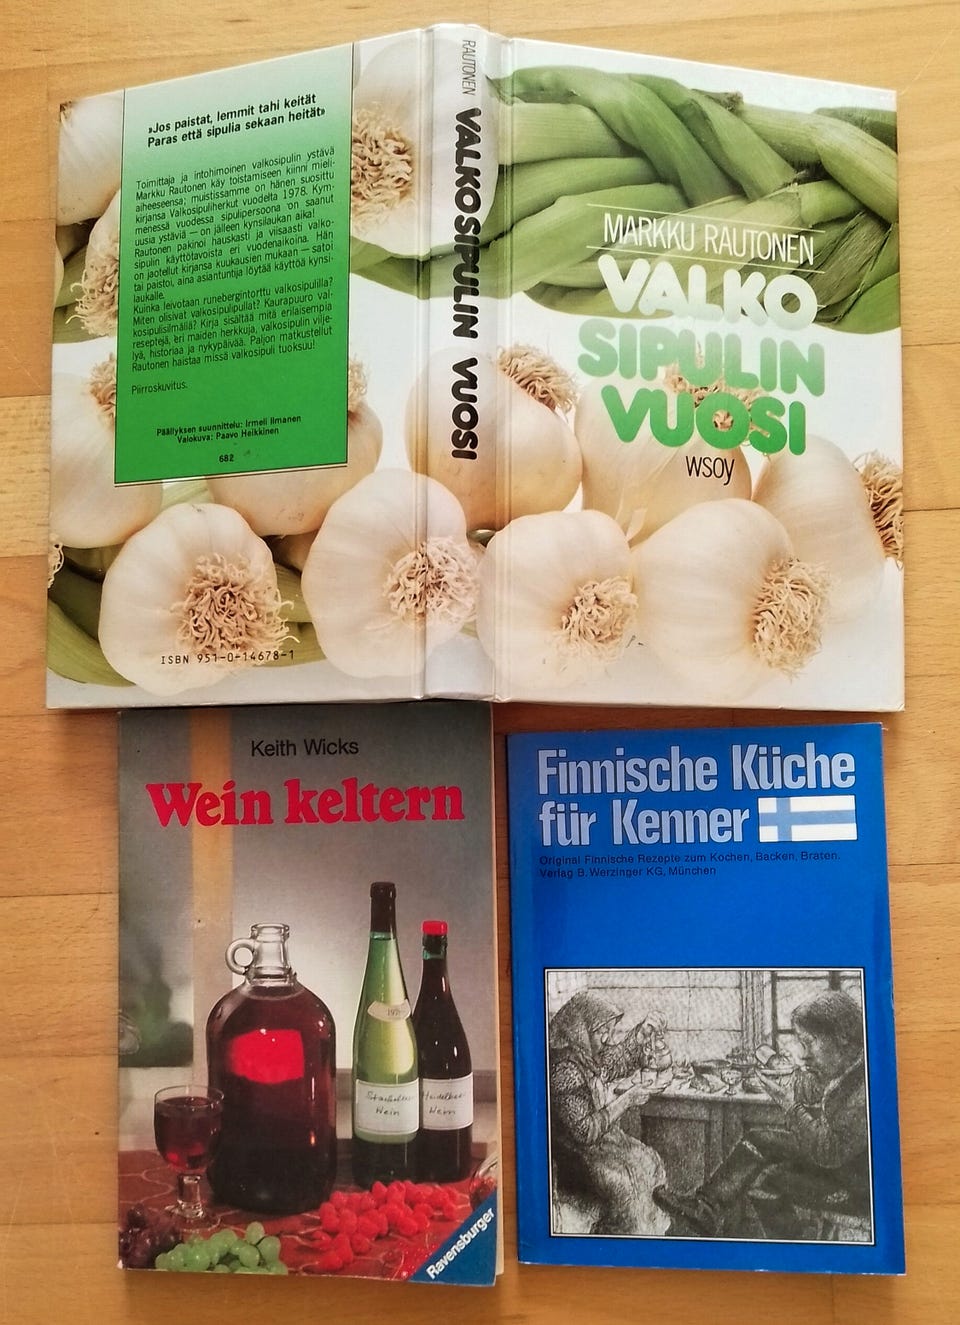 »Jos paistat, lemmit tahi keität
Paras että sipulia sekaan heität»
Toimittaja ja intohimoinen valkosipulin ystävä
Markku Rautonen käy toistamiseen kiinni mieli-
aiheeseensa; muistissamme on hänen suosittu
kirjansa Valkosipuliherkut vuodelta 1978. Kym-
menessä vuodessa sipulipersoona on saanut
uusia ystäviä — on jälleen kynsilaukan aika!
Rautonen pakinoi hauskasti ja viisaasti valko-
sipulin käyttötavoista eri vuodenaikoina. Hän
on jaotellut kirjansa kuukausien mukaan — satoi
tai paistoi, aina asiantuntija löytää käyttöä kynsi-
laukalle.
Kuinka leivotaan runebergintorttu valkosipulilla?
Miten olisivat valkosipulipullat? Kaurapuuro val-
kosipulisilmällä? Kirja sisältää mitä erilaisempia
reseptejä, eri maiden herkkuja, valkosipulin vilje-
lyä, historiaa ja nykypäivää. Paljon matkustellut
Rautonen haistaa missä valkosipuli tuoksuu!
Piirroskuvitus.
Päällyksen suunnittelu: Irmeli Ilmanen
Valokuva: Paavo Heikkinen
682
ISBN 951-0-14678-1
RAUTONEN VALKOSIPULIN VUOSI
MARKKU RAUTONEN
VALKO
SIPULIN
VUOSI
wsoy
Keith Wicks
Wein keltern
Wein
Heidelbeer
Wein
Ravensburger
Finnische Küche
für Kenner
Original Finnische Rezepte zum Kochen, Backen, Braten.
Verlag B. Werzinger KG, München